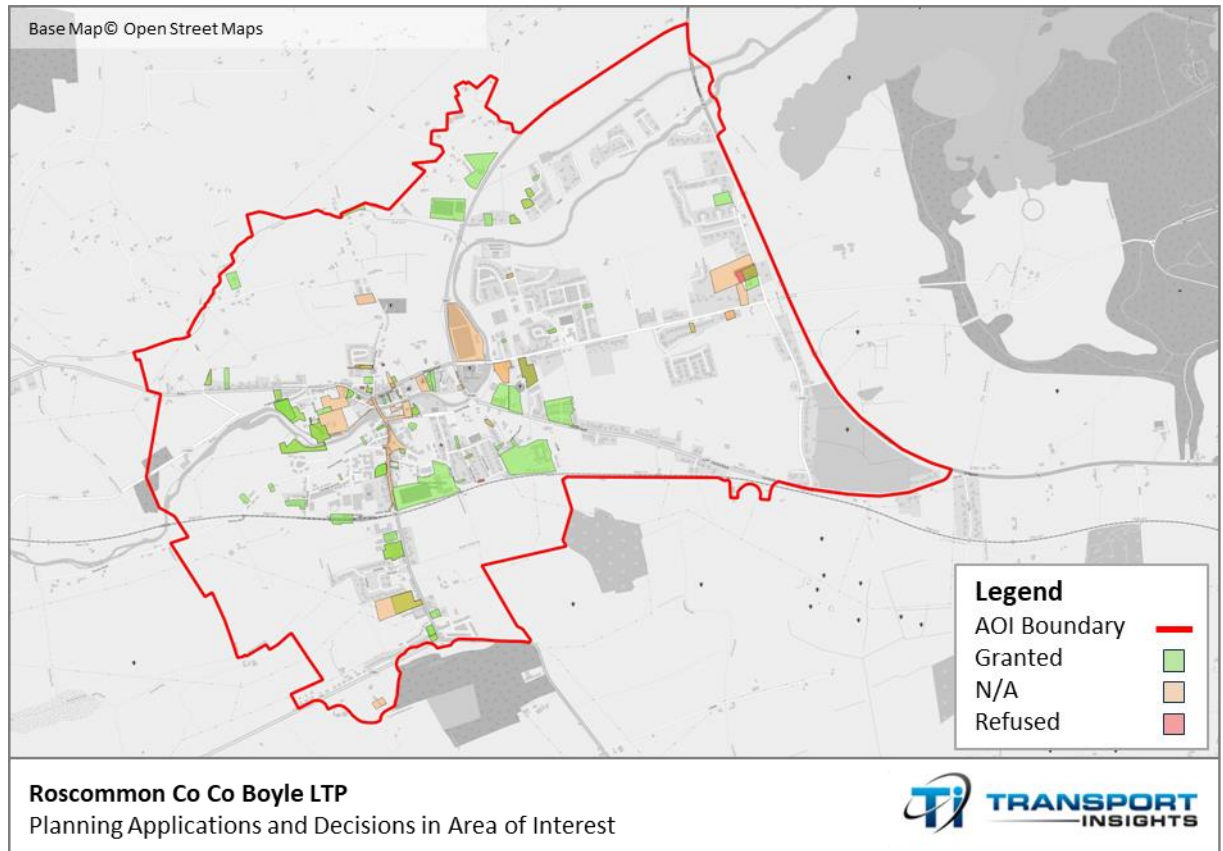 Base Map© Open Street Maps
Legend
AOI Boundary
Granted
N/A
Refused
Roscommon Co Co Boyle LTP
Planning Applications and Decisions in Area of Interest
Ti TRANSPORT
INSIGHTS